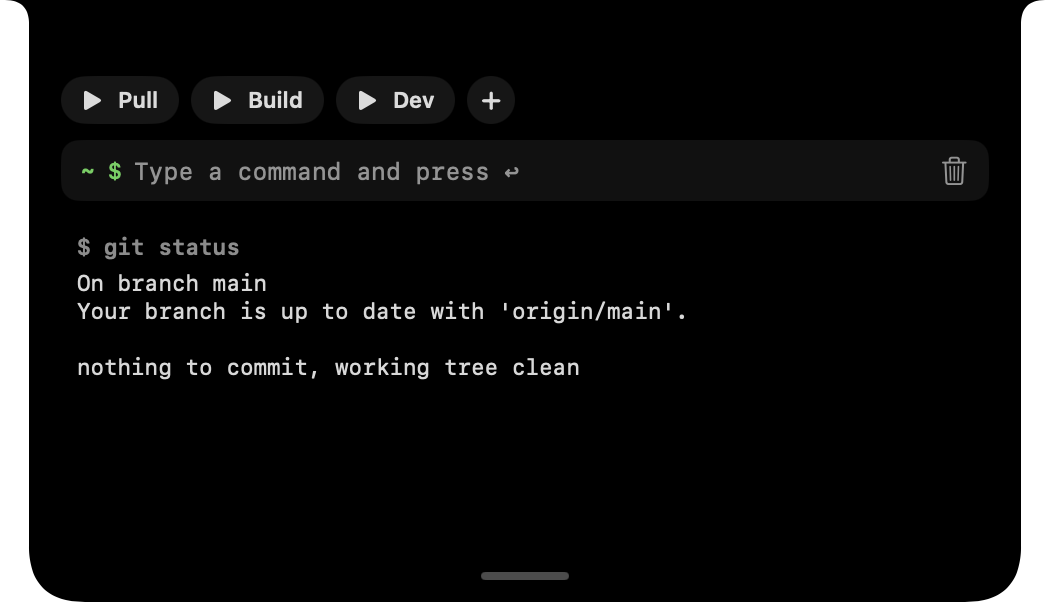 Pull Build Dev
~ $ Type a command and press ↩
$ git status
On branch main
Your branch is up to date with 'origin/main'.
nothing to commit, working tree clean